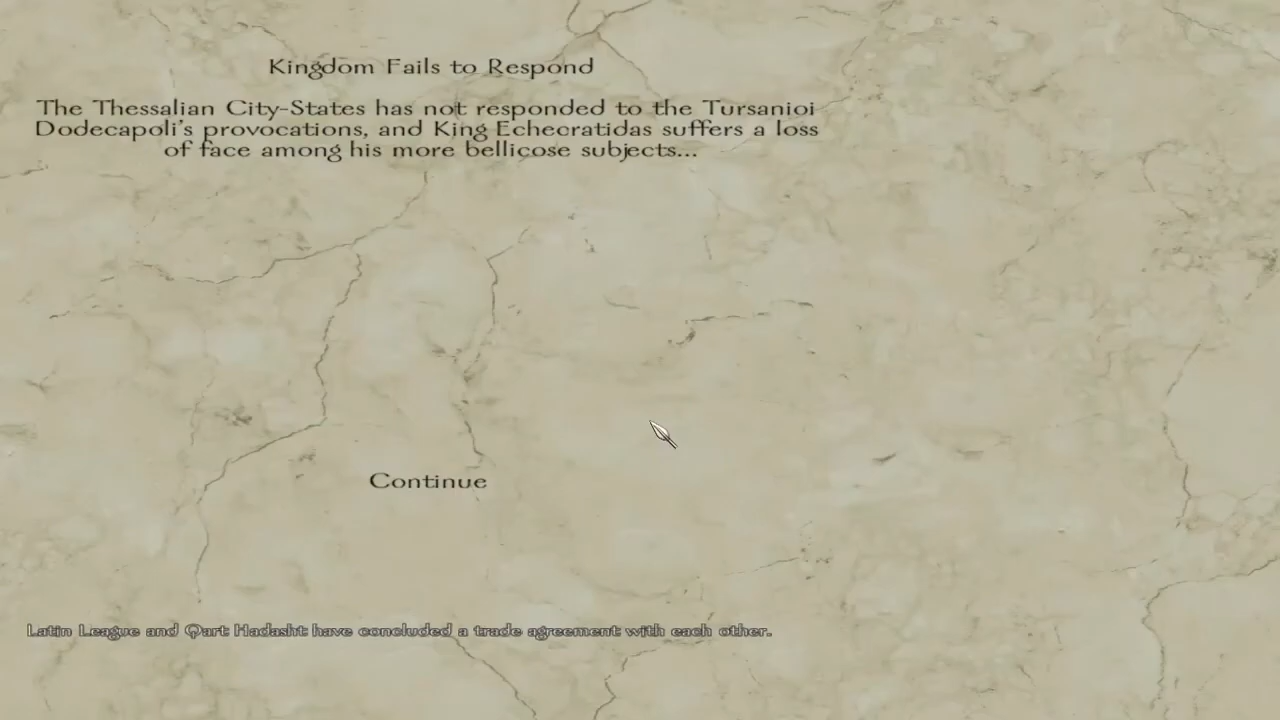 Kingdom Fails to Respond
The Thessalian City-States has not responded to the Tursanioi
Dodecapoli's provocations, and King Echecratidas suffers a loss
of face among his more bellicose subjects...
Continue
Latin League and Qart Hadasht have concluded a trade agreement with each other.